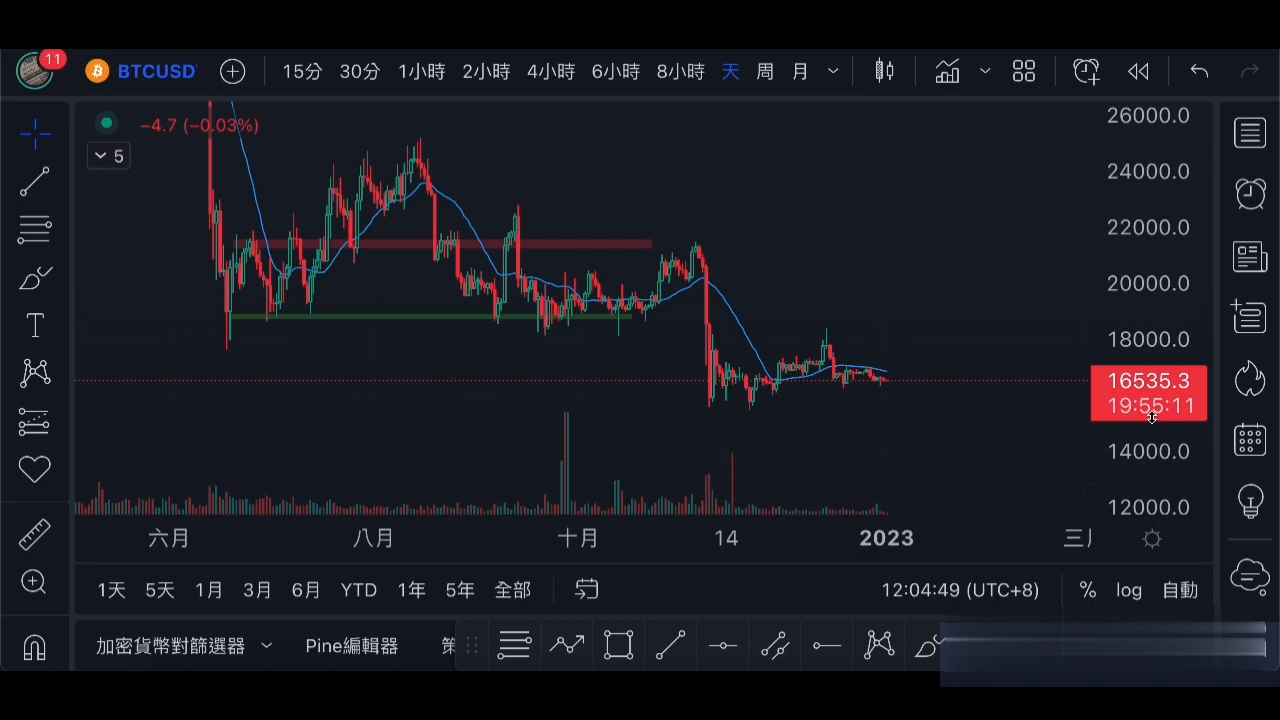 11
BTCUSD
15分 30分 1小時 2小時 4小時 6小時 8小時 天 周 月
−4.7 (−0.03%)
5
26000.0
24000.0
22000.0
20000.0
18000.0
16535.3
19:55:11
14000.0
12000.0
六月 八月 十月 14 2023
1天 5天 1月 3月 6月 YTD 1年 5年 全部
12:04:49 (UTC+8) % log 自動
加密貨幣對篩選器 Pine編輯器 策